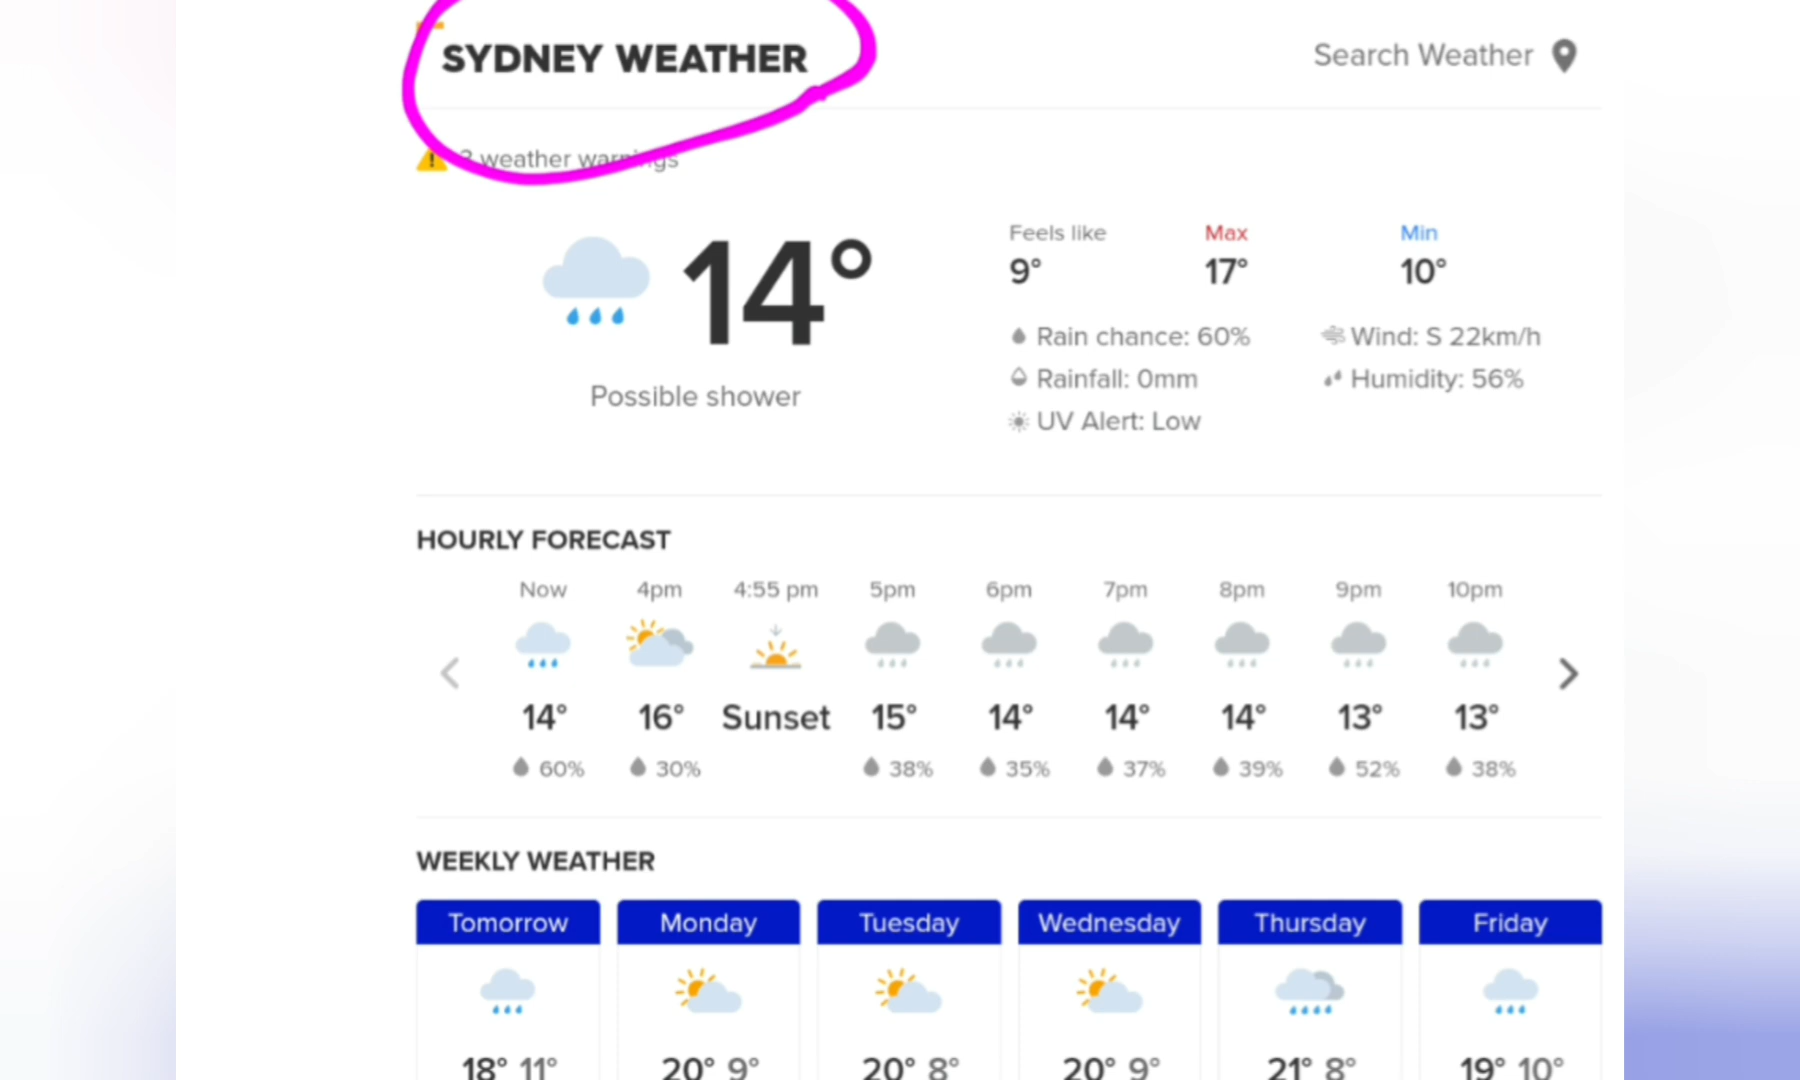 SYDNEY WEATHER
Search Weather
3 weather warnings
14°
Possible shower
Feels like Max Min
9° 17° 10°
Rain chance: 60% Wind: S 22km/h
Rainfall: 0mm Humidity: 56%
UV Alert: Low
HOURLY FORECAST
Now 4pm 4:55 pm 5pm 6pm 7pm 8pm 9pm 10pm
14° 16° Sunset 15° 14° 14° 14° 13° 13°
60% 30% 38% 35% 37% 39% 52% 38%
WEEKLY WEATHER
Tomorrow Monday Tuesday Wednesday Thursday Friday
18° 11° 20° 9° 20° 8° 20° 9° 21° 8° 19° 10°